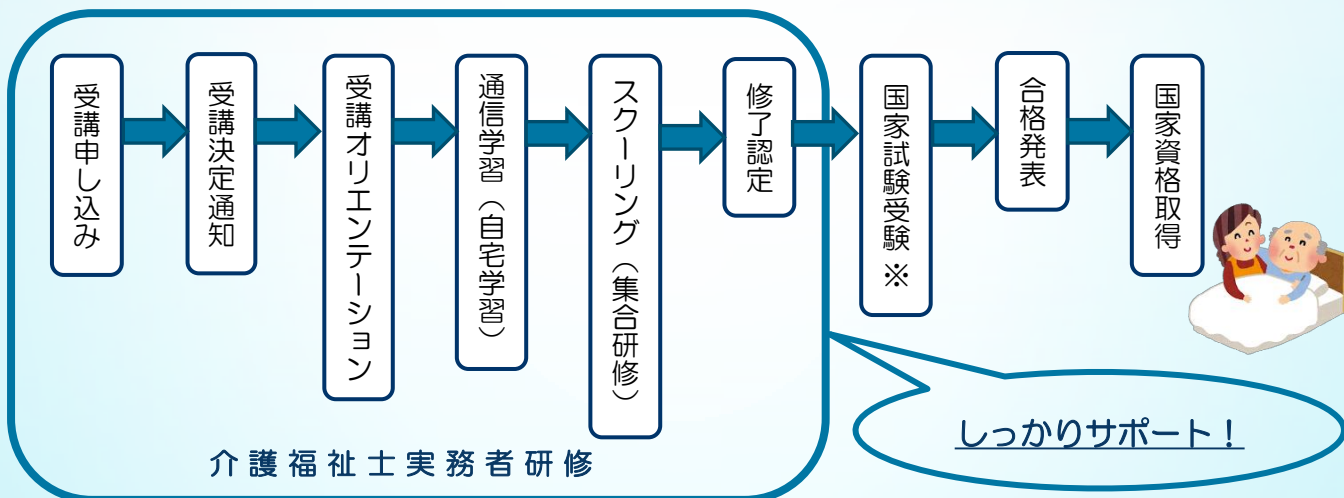 受講申し込み
受講決定通知
受講オリエンテーション
通信学習（自宅学習）
スクーリング（集合研修）
修了認定
国家試験受験※
合格発表
国家資格取得
しっかりサポート！
介護福祉士実務者研修